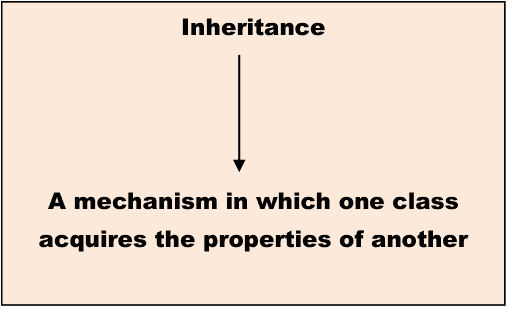 Inheritance
A mechanism in which one class
acquires the properties of another